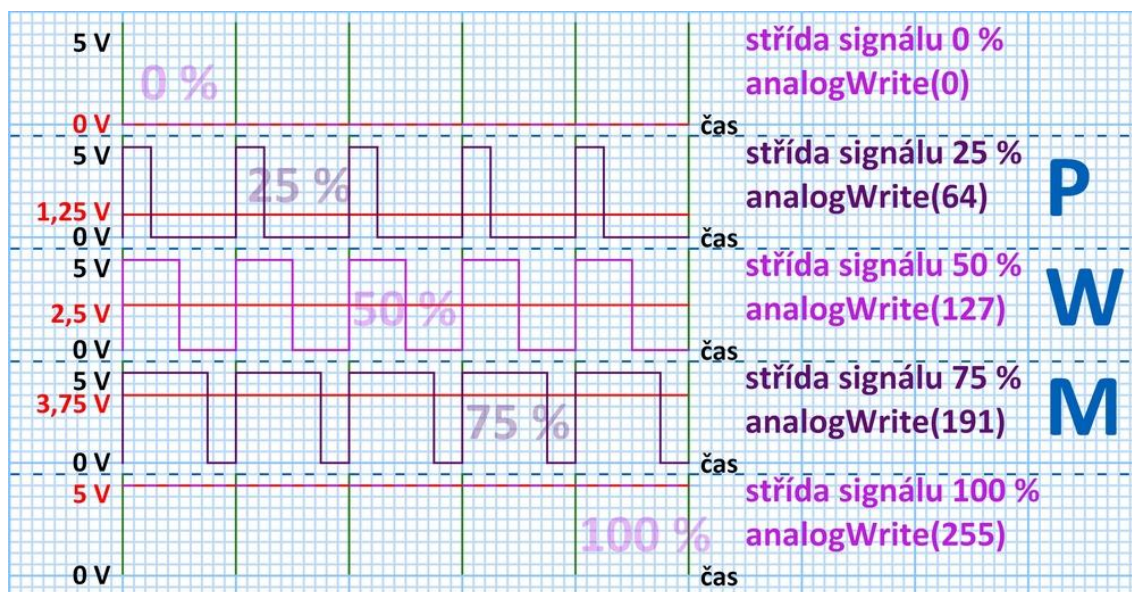 5 V
0 %
0 V
čas
střída signálu 0 %
analogWrite(0)
5 V
25 %
1,25 V
0 V
čas
střída signálu 25 %
analogWrite(64)
P
5 V
2,5 V
50 %
0 V
čas
střída signálu 50 %
analogWrite(127)
W
5 V
3,75 V
75 %
0 V
čas
střída signálu 75 %
analogWrite(191)
M
5 V
100 %
0 V
čas
střída signálu 100 %
analogWrite(255)